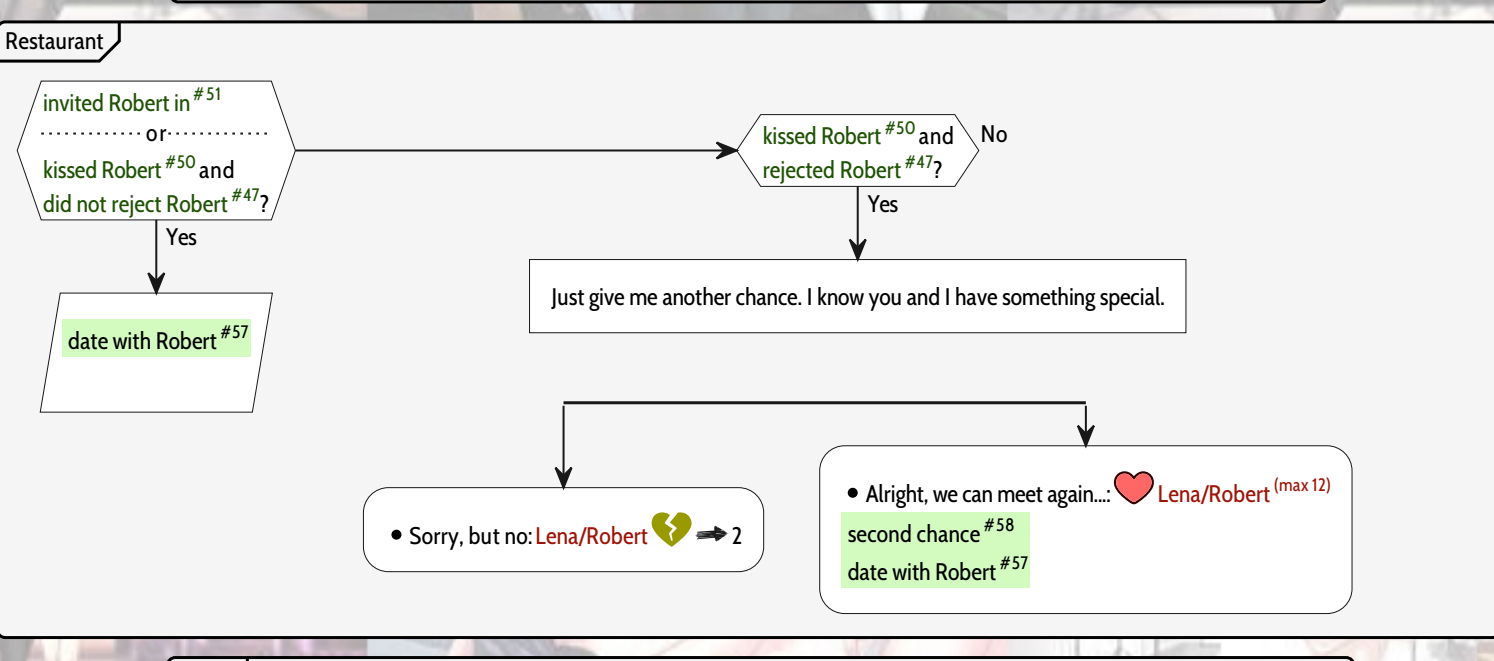 Restaurant
invited Robert in #51
or
kissed Robert #50 and
did not reject Robert #47?
Yes
date with Robert #57
kissed Robert #50 and
rejected Robert #47?
No
Yes
Just give me another chance. I know you and I have something special.
• Sorry, but no: Lena/Robert 2
• Alright, we can meet again...: Lena/Robert (max 12)
second chance #58
date with Robert #57